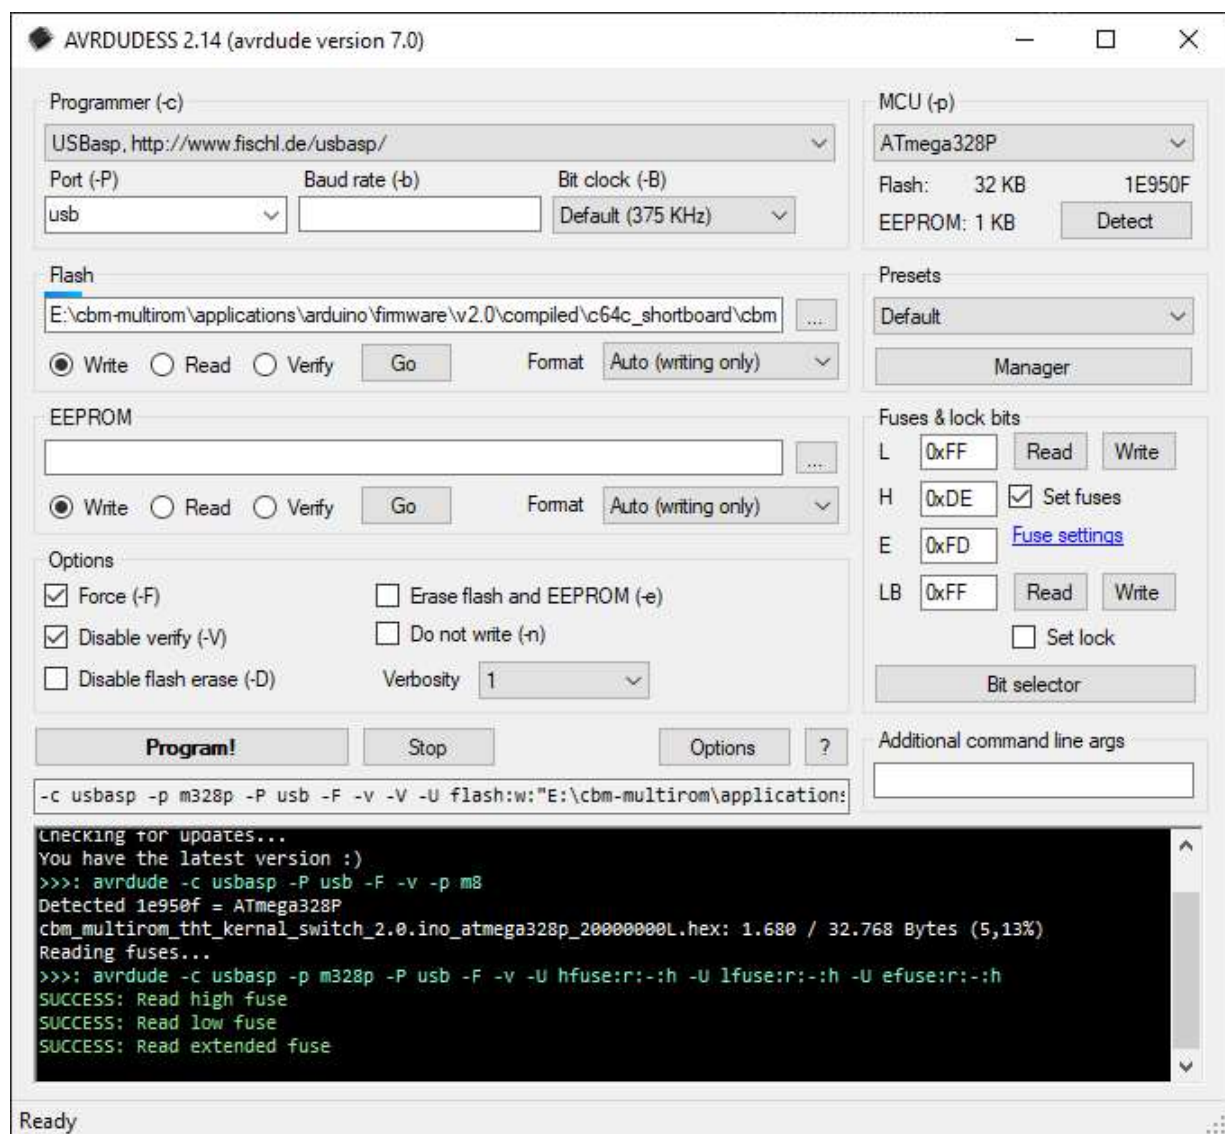 AVRDUDESS 2.14 (avrdude version 7.0)
Programmer (-c)
USBasp, http://www.fischl.de/usbasp/
Port (-P) Baud rate (-b) Bit clock (-B)
usb Default (375 KHz)
MCU (-p)
ATmega328P
Flash: 32 KB 1E950F
EEPROM: 1 KB Detect
Flash
E:\cbm-multirom\applications\arduino\firmware\v2.0\compiled\c64c_shortboard\cbm ...
Write Read Verify Go Format Auto (writing only)
Presets
Default
Manager
EEPROM
...
Write Read Verify Go Format Auto (writing only)
Fuses & lock bits
L 0xFF Read Write
H 0xDE Set fuses
E 0xFD Fuse settings
LB 0xFF Read Write
Set lock
Bit selector
Options
Force (-F) Erase flash and EEPROM (-e)
Disable verify (-V) Do not write (-n)
Disable flash erase (-D) Verbosity 1
Program! Stop Options ?
Additional command line args
-c usbasp -p m328p -P usb -F -v -V -U flash:w:"E:\cbm-multirom\applications
Checking for updates...
You have the latest version :)
>>>: avrdude -c usbasp -P usb -F -v -p m8
Detected 1e950f = ATmega328P
cbm_multirom_tht_kernal_switch_2.0.ino_atmega328p_20000000L.hex: 1.680 / 32.768 Bytes (5,13%)
Reading fuses...
>>>: avrdude -c usbasp -p m328p -P usb -F -v -U hfuse:r:-:h -U lfuse:r:-:h -U efuse:r:-:h
SUCCESS: Read high fuse
SUCCESS: Read low fuse
SUCCESS: Read extended fuse
Ready